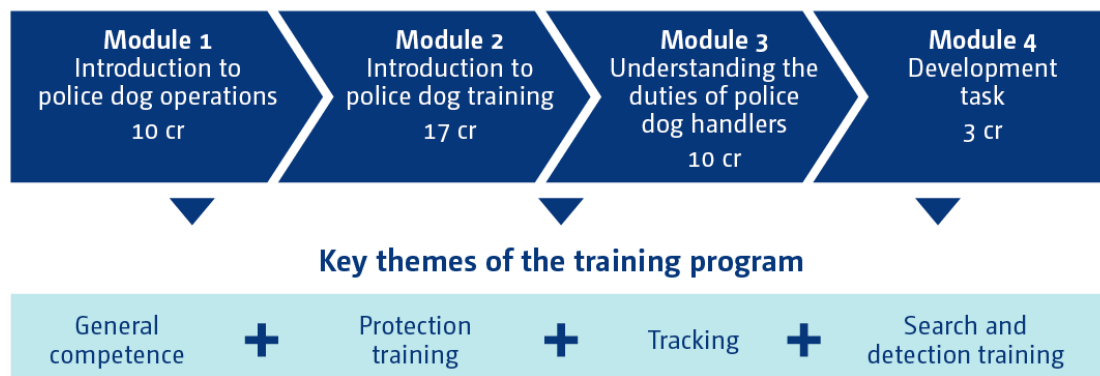 Module 1
Introduction to
police dog operations
10 cr
Module 2
Introduction to
police dog training
17 cr
Module 3
Understanding the
duties of police
dog handlers
10 cr
Module 4
Development
task
3 cr
Key themes of the training program
General
competence
+
Protection
training
+
Tracking
+
Search and
detection training